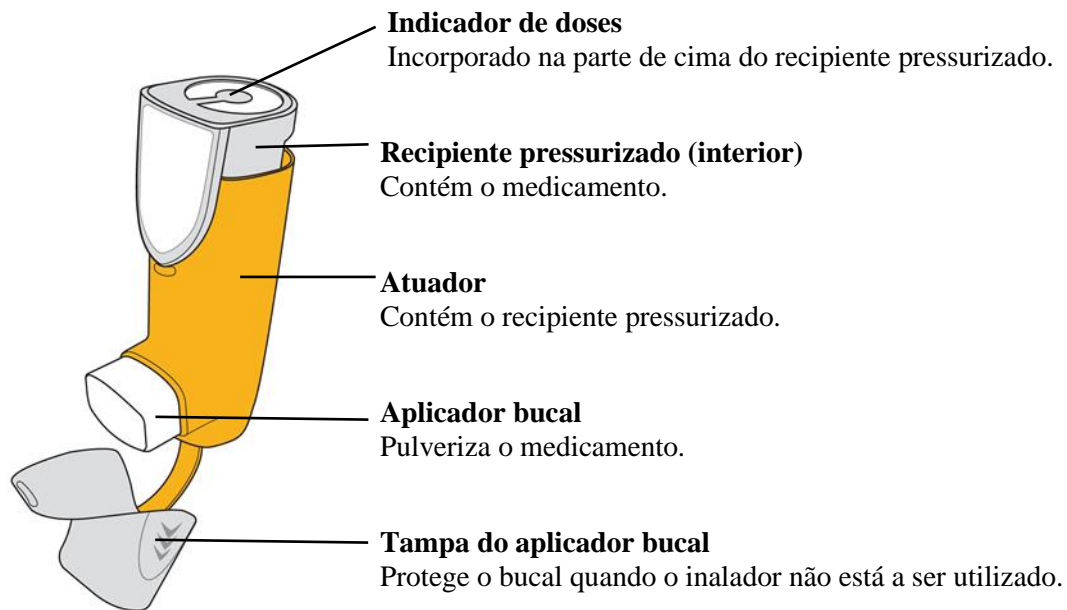 Indicador de doses
Incorporado na parte de cima do recipiente pressurizado.
Recipiente pressurizado (interior)
Contém o medicamento.
Atuador
Contém o recipiente pressurizado.
Aplicador bucal
Pulveriza o medicamento.
Tampa do aplicador bucal
Protege o bucal quando o inalador não está a ser utilizado.